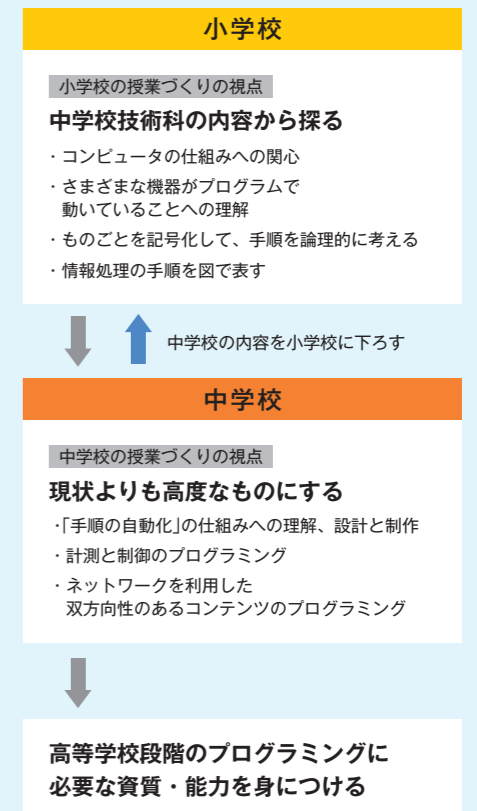 小学校
小学校の授業づくりの視点
中学校技術科の内容から探る
・コンピュータの仕組みへの関心
・さまざまな機器がプログラムで
動いていることへの理解
・ものごとを記号化して、手順を論理的に考える
・情報処理の手順を図で表す
中学校の内容を小学校に下ろす
中学校
中学校の授業づくりの視点
現状よりも高度なものにする
・「手順の自動化」の仕組みへの理解、設計と制作
・計測と制御のプログラミング
・ネットワークを利用した
双方向性のあるコンテンツのプログラミング
高等学校段階のプログラミングに
必要な資質・能力を身につける